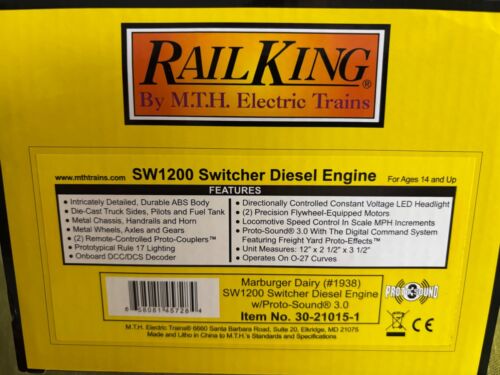 RAILKING®
By M.T.H. Electric Trains
www.mthtrains.com SW1200 Switcher Diesel Engine For Ages 14 and Up
FEATURES
• Intricately Detailed, Durable ABS Body
• Die-Cast Truck Sides, Pilots and Fuel Tank
• Metal Chassis, Handrails and Horn
• Metal Wheels, Axles and Gears
• (2) Remote-Controlled Proto-Couplers™
• Prototypical Rule 17 Lighting
• Onboard DCC/DCS Decoder
• Directionally Controlled Constant Voltage LED Headlight
• (2) Precision Flywheel-Equipped Motors
• Locomotive Speed Control In Scale MPH Increments
• Proto-Sound® 3.0 With The Digital Command System
Featuring Freight Yard Proto-Effects™
• Unit Measures: 12" x 2 1/2" x 3 1/2"
• Operates On O-27 Curves
Marburger Dairy (#1938)
SW1200 Switcher Diesel Engine
w/Proto-Sound® 3.0
Item No. 30-21015-1
6 58081 45728 4
PROTO SOUND
3
CE
M.T.H. Electric Trains® 6660 Santa Barbara Road, Suite 20, Elkridge, MD 21075
Made and Litho in China to M.T.H.'s Standards and Specifications